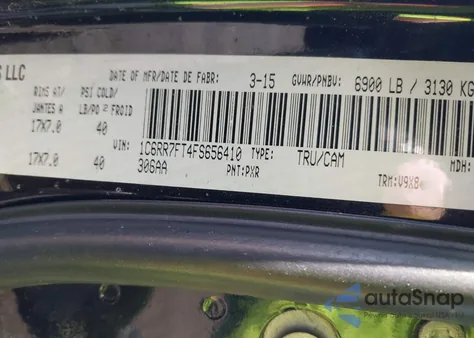 S LLC
DATE OF MFR/DATE DE FABR: 3-15 GVWR/PNBV: 6900 LB / 3130 KG
RIMS AT/ PSI COLD/
JANTES A LB/PO² FROID
17X7.0 40
17X7.0 40
VIN: 1C6RR7FT4FS656410 TYPE: TRU/CAM MDH:
306AA PNT:PXR TRM:V9X8
autoSnap